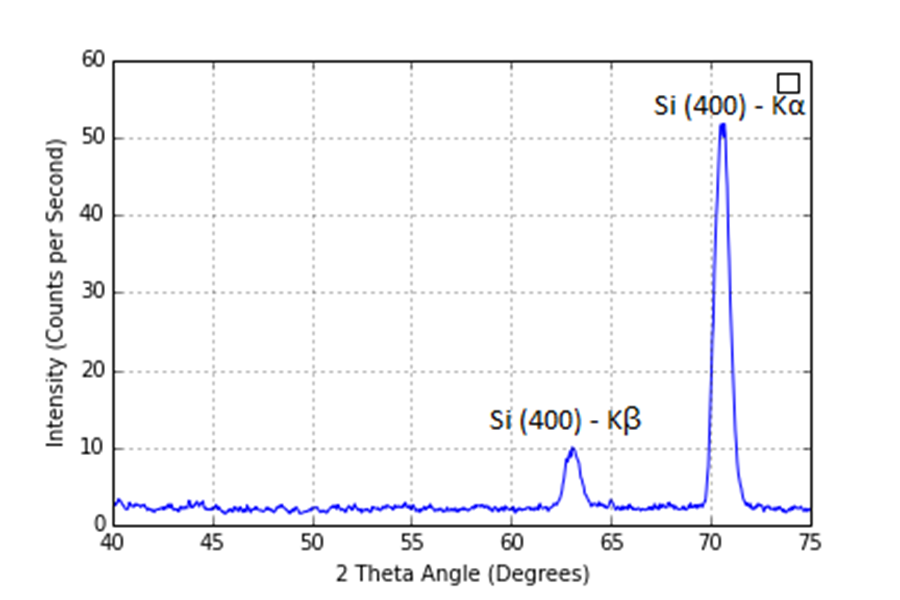 60
50
40
30
20
10
0
Intensity (Counts per Second)
Si (400) - Kα
Si (400) - Kβ
40 45 50 55 60 65 70 75
2 Theta Angle (Degrees)